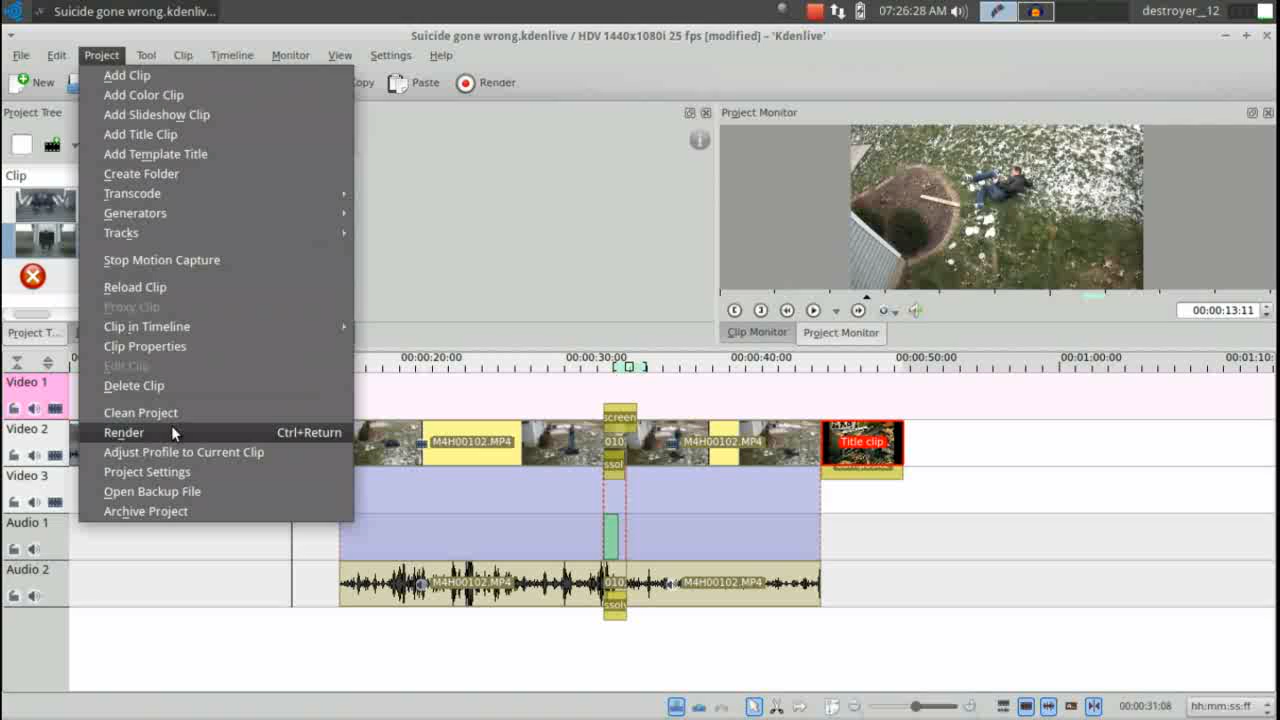 Suicide gone wrong.kdenliv...
07:26:28 AM
destroyer_12
Suicide gone wrong.kdenlive / HDV 1440x1080i 25 fps [modified] – 'Kdenlive'
File Edit Project Tool Clip Timeline Monitor View Settings Help
New
Paste
Render
Project Tree
Project Monitor
Clip
Add Clip
Add Color Clip
Add Slideshow Clip
Add Title Clip
Add Template Title
Create Folder
Transcode
Generators
Tracks
Stop Motion Capture
Reload Clip
Proxy Clip
Clip in Timeline
Clip Properties
Edit Clip
Delete Clip
Clean Project
Render Ctrl+Return
Adjust Profile to Current Clip
Project Settings
Open Backup File
Archive Project
00:00:13:11
Project T...
Clip Monitor
Project Monitor
00:00:20:00 00:00:30:00 00:00:40:00 00:00:50:00 00:01:00:00 00:01:10:
Video 1
screen
Video 2
M4H00102.MP4
010
M4H00102.MP4
Title clip
ssol
Video 3
Audio 1
Audio 2
M4H00102.MP4
010
M4H00102.MP4
ssolv
00:00:31:08
hh:mm:ss:ff